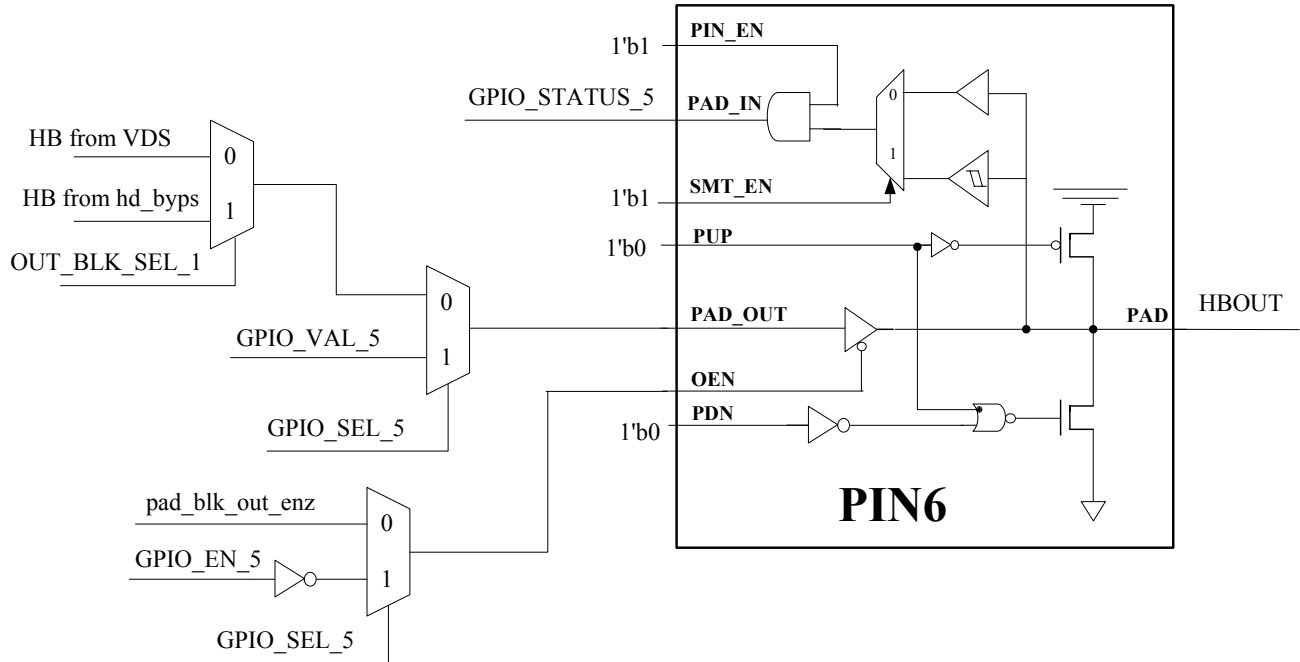 1'b1
PIN_EN
GPIO_STATUS_5
PAD_IN
0
1
HB from VDS
0
HB from hd_byps
1
OUT_BLK_SEL_1
1'b1
SMT_EN
1'b0
PUP
0
GPIO_VAL_5
1
GPIO_SEL_5
PAD_OUT
PAD
HBOUT
OEN
PDN
1'b0
PIN6
pad_blk_out_enz
0
GPIO_EN_5
1
GPIO_SEL_5